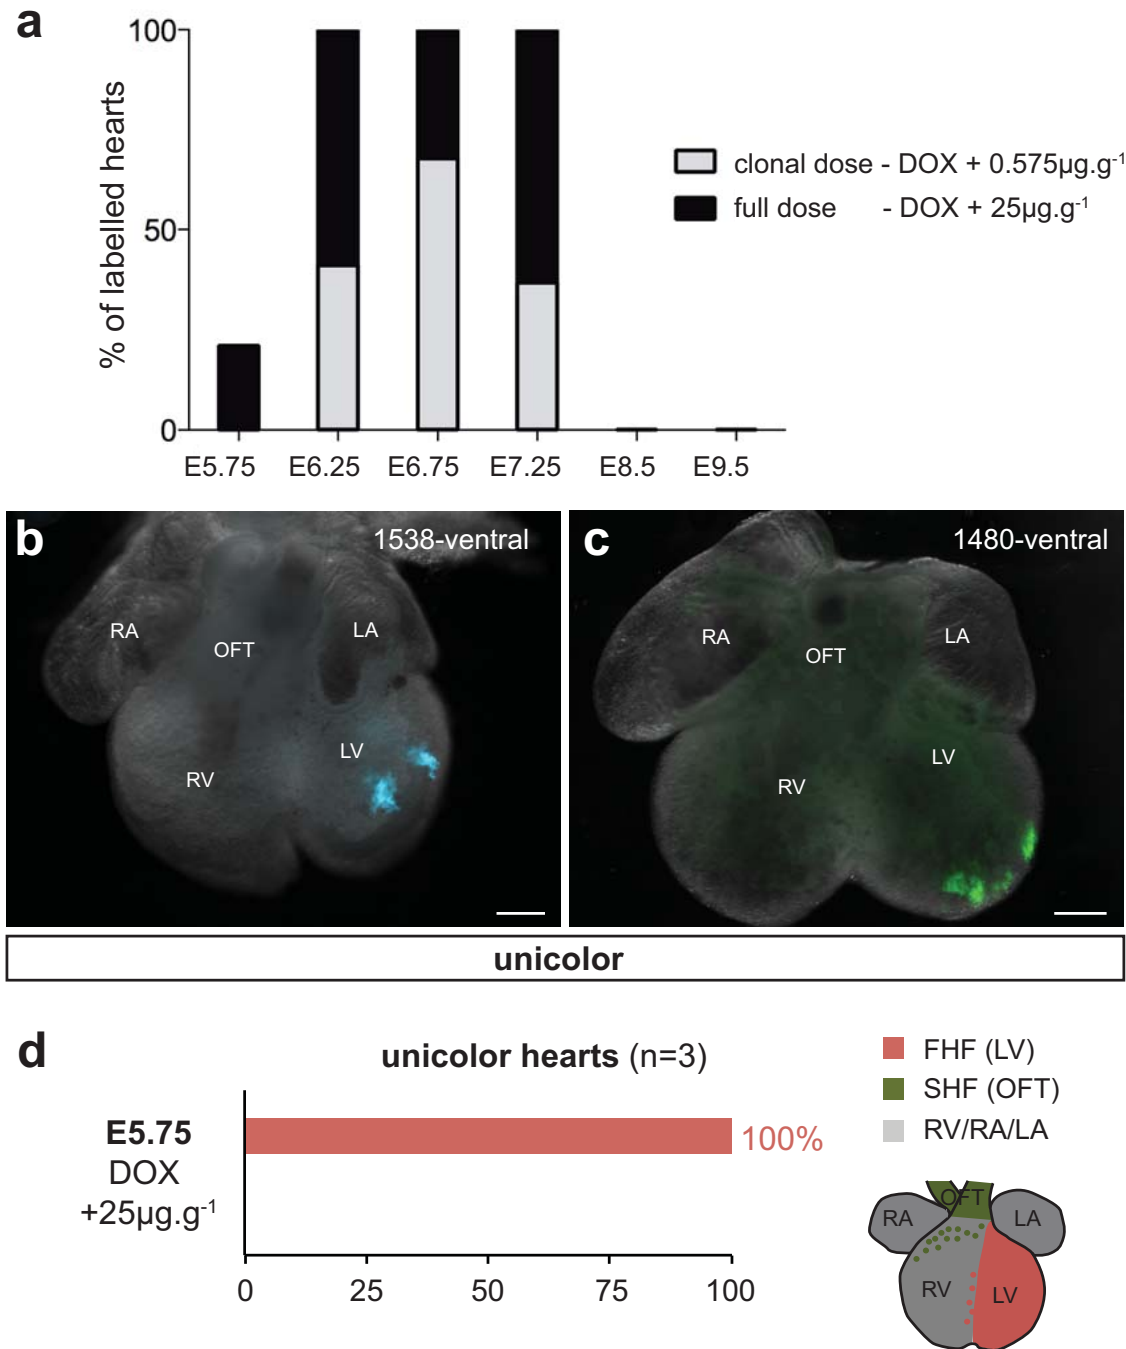 a
% of labelled hearts
100
50
0
E5.75 E6.25 E6.75 E7.25 E8.5 E9.5
clonal dose - DOX + 0.575µg.g⁻¹
full dose - DOX + 25µg.g⁻¹
b
1538-ventral
RA
OFT
LA
LV
RV
c
1480-ventral
RA
OFT
LA
LV
RV
unicolor
d
unicolor hearts (n=3)
E5.75
DOX
+25µg.g⁻¹
100%
0 25 50 75 100
FHF (LV)
SHF (OFT)
RV/RA/LA
OFT
RA
LA
RV
LV